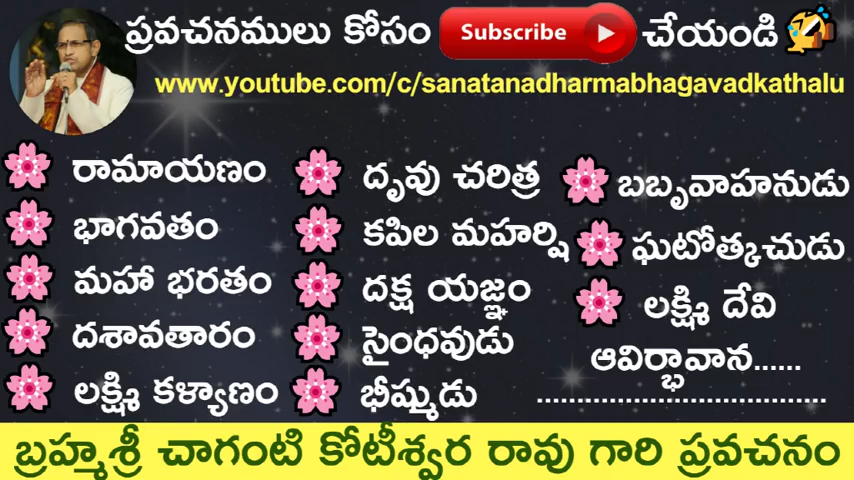 ప్రవచనములు కోసం Subscribe చేయండి
www.youtube.com/c/sanatanadharmabhagavadkathalu
రామాయణం
భాగవతం
మహా భరతం
దశావతారం
లక్ష్మి కళ్యాణం
దృవు చరిత్ర
కపిల మహర్షి
దక్ష యజ్ఞం
సైంధవుడు
భీష్ముడు
బబృవాహనుడు
ఘటోత్కచుడు
లక్ష్మి దేవి
ఆవిర్భావాన......
................................
బ్రహ్మశ్రీ చాగంటి కోటీశ్వర రావు గారి ప్రవచనం